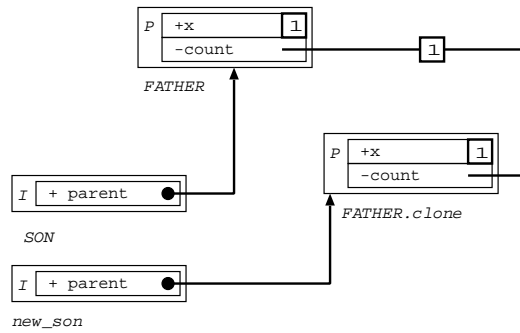 P +x 1
-count 1
FATHER
P +x 1
-count
FATHER.clone
I + parent
SON
I + parent
new_son